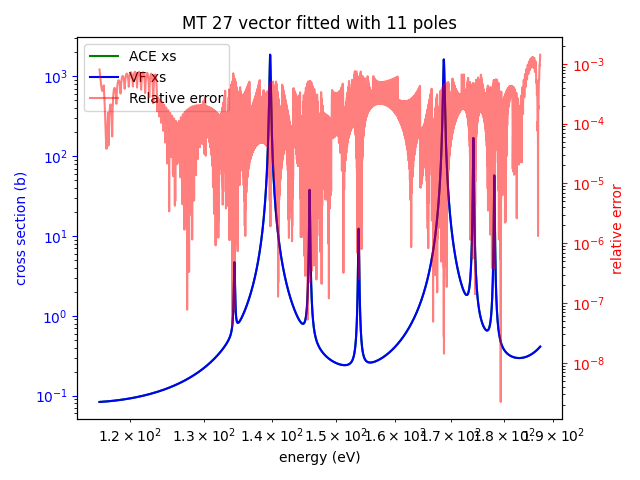 MT 27 vector fitted with 11 poles
ACE xs
VF xs
Relative error
cross section (b)
10³
10²
10¹
10⁰
10⁻¹
relative error
10⁻³
10⁻⁴
10⁻⁵
10⁻⁶
10⁻⁷
10⁻⁸
1.2 × 10² 1.3 × 10² 1.4 × 10² 1.5 × 10² 1.6 × 10² 1.7 × 10² 1.8 × 10² 1.9 × 10²
energy (eV)